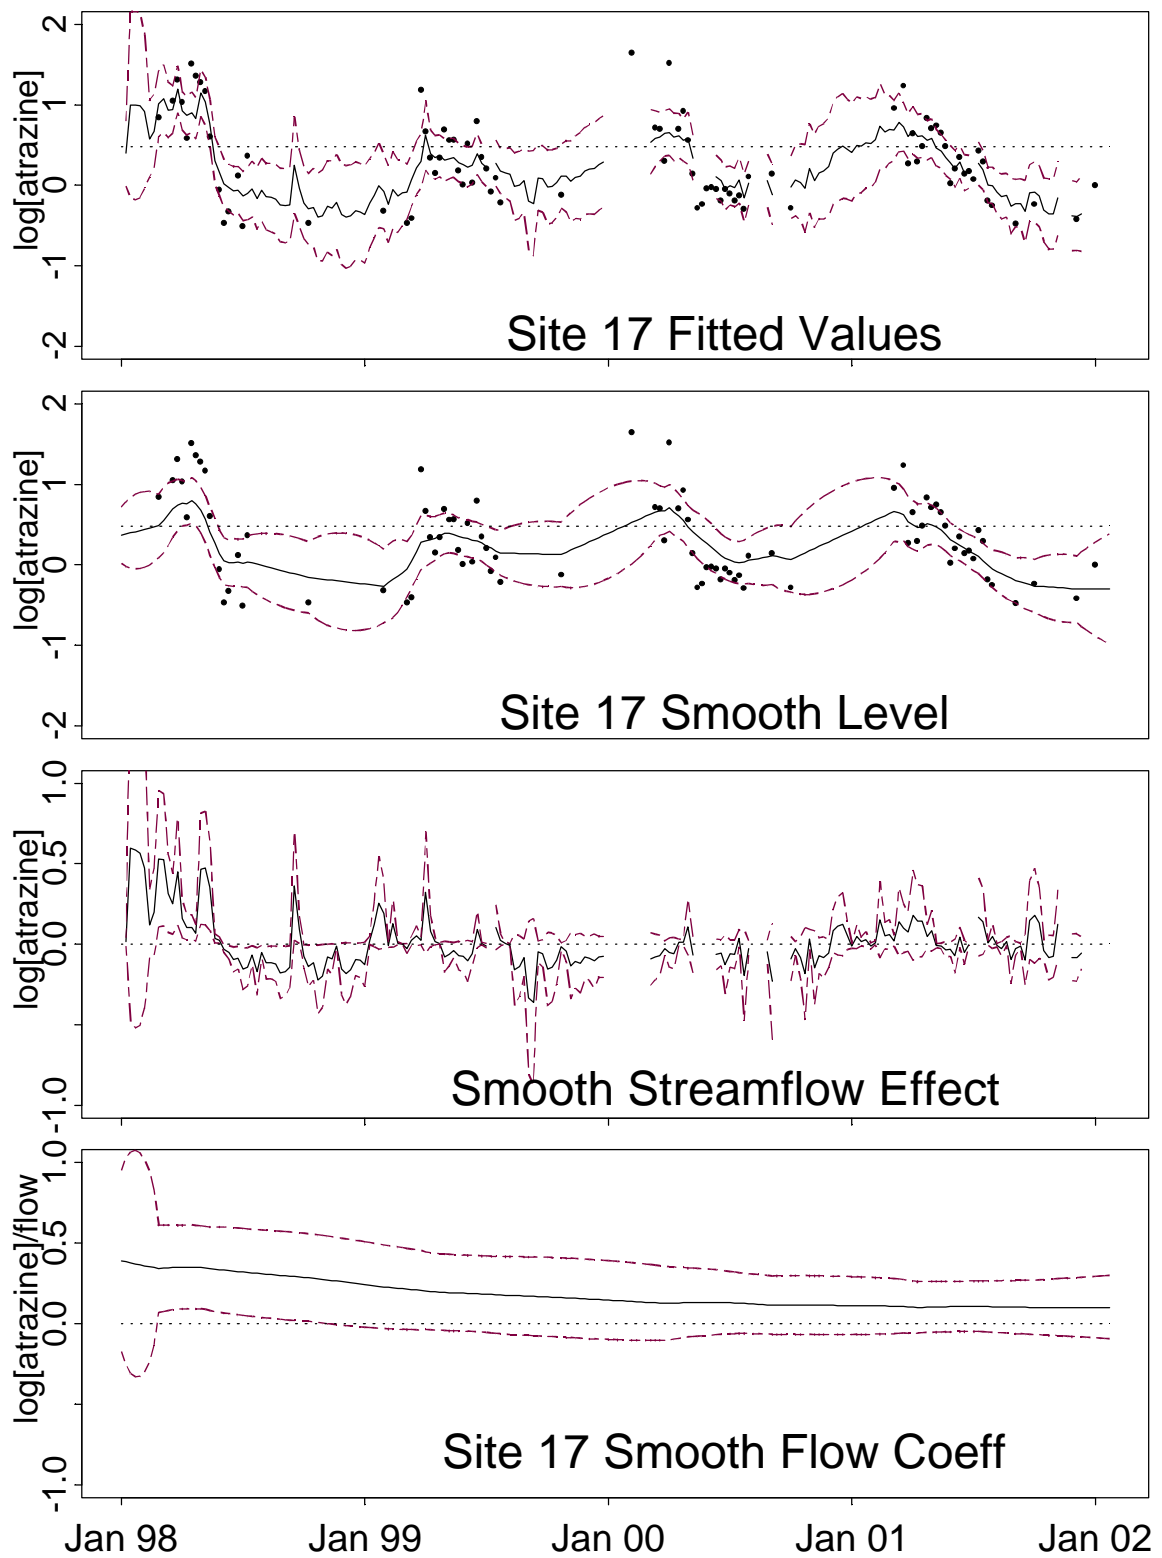 2
1
0
-1
-2
log[atrazine]
Site 17 Fitted Values
2
1
0
-1
-2
log[atrazine]
Site 17 Smooth Level
1.0
0.5
0.0
-1.0
log[atrazine]
Smooth Streamflow Effect
1.0
0.5
0.0
-1.0
log[atrazine]/flow
Site 17 Smooth Flow Coeff
Jan 98 Jan 99 Jan 00 Jan 01 Jan 02